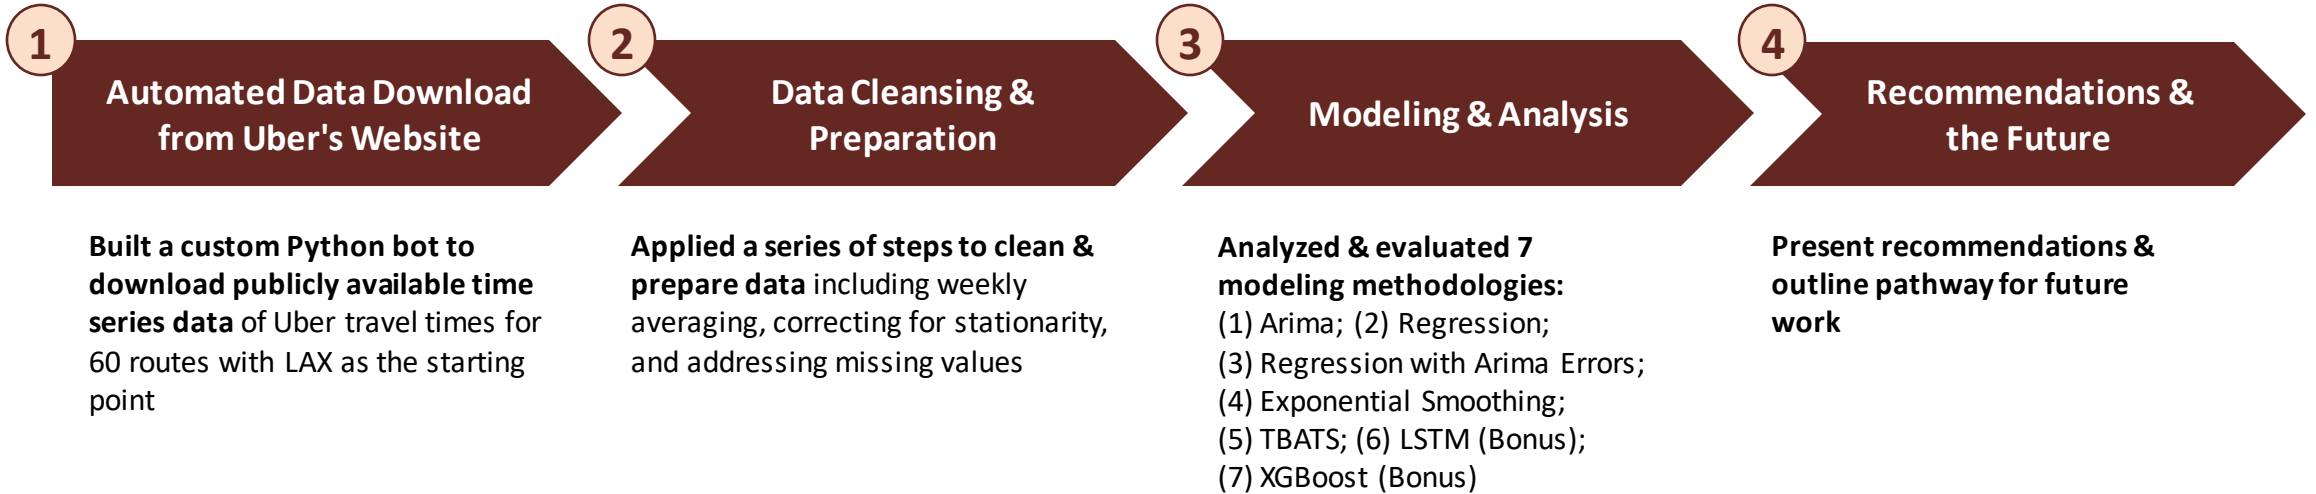 1
Automated Data Download
from Uber's Website
Built a custom Python bot to
download publicly available time
series data of Uber travel times for
60 routes with LAX as the starting
point
2
Data Cleansing &
Preparation
Applied a series of steps to clean &
prepare data including weekly
averaging, correcting for stationarity,
and addressing missing values
3
Modeling & Analysis
Analyzed & evaluated 7
modeling methodologies:
(1) Arima; (2) Regression;
(3) Regression with Arima Errors;
(4) Exponential Smoothing;
(5) TBATS; (6) LSTM (Bonus);
(7) XGBoost (Bonus)
4
Recommendations &
the Future
Present recommendations &
outline pathway for future
work